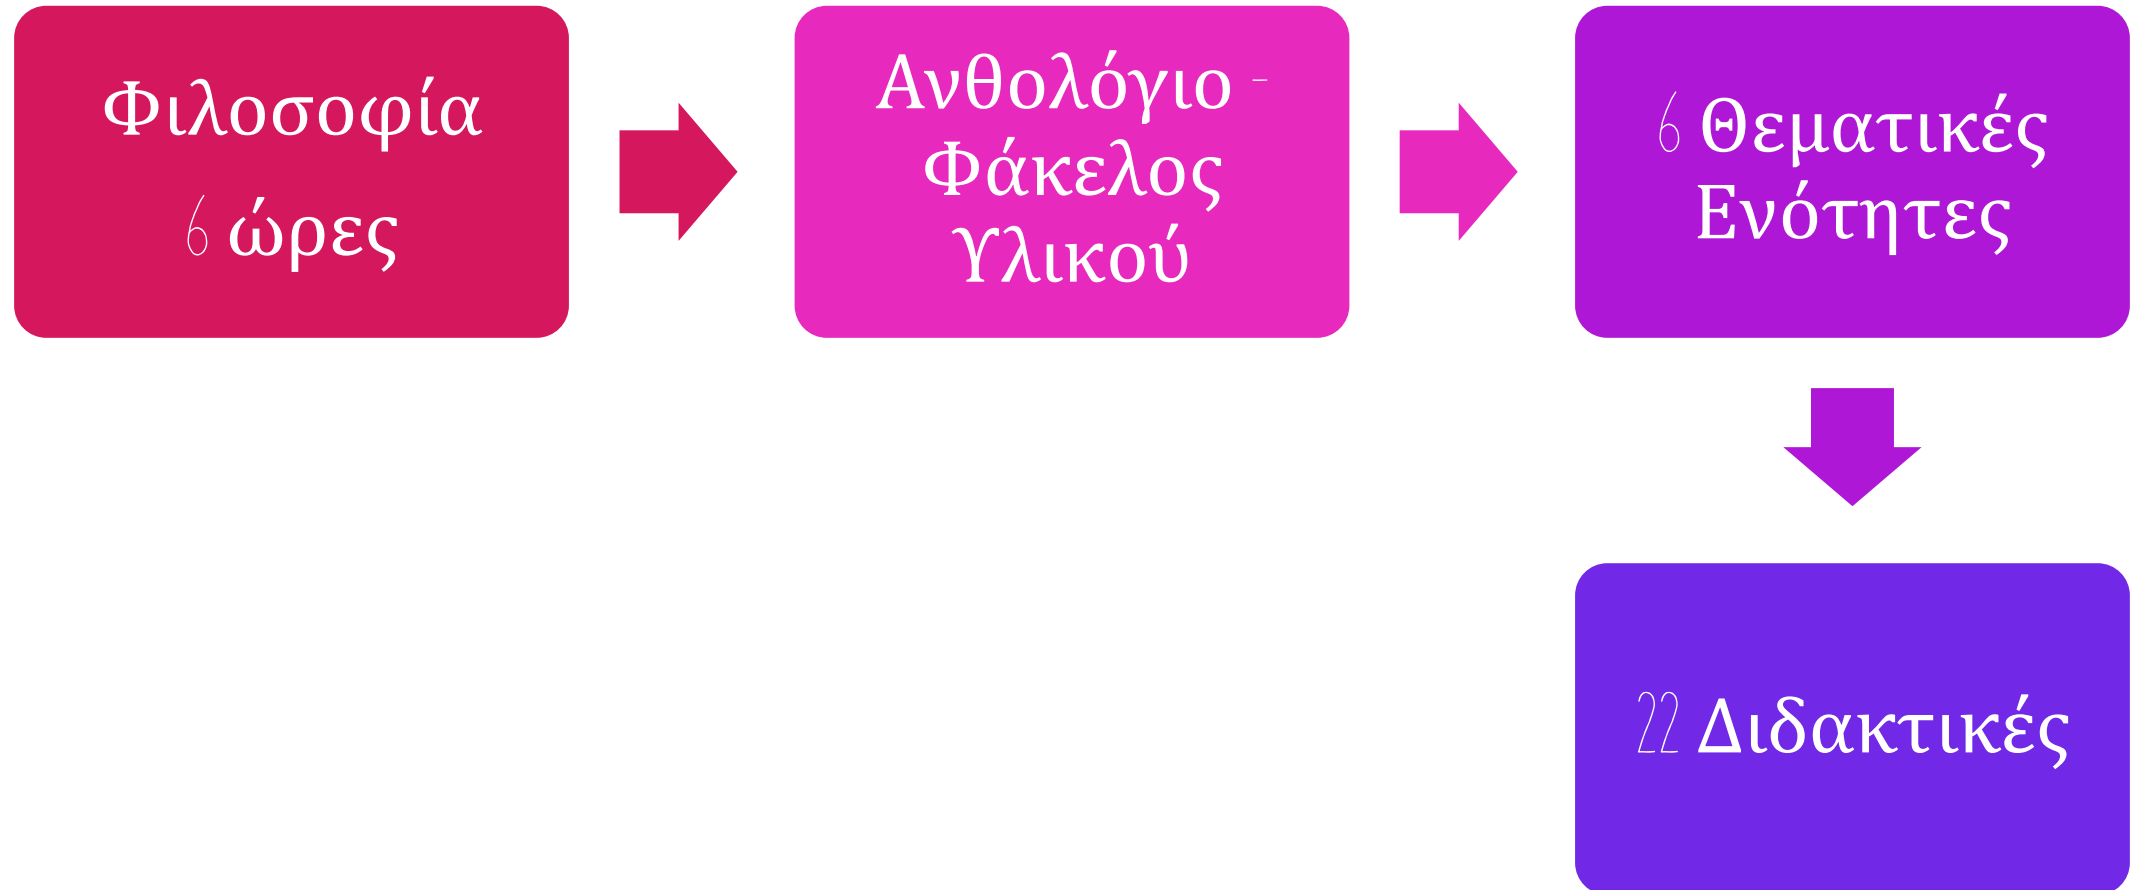 Φιλοσοφία
6 ώρες
Ανθολόγιο -
Φάκελος
Υλικού
6 Θεματικές
Ενότητες
22 Διδακτικές